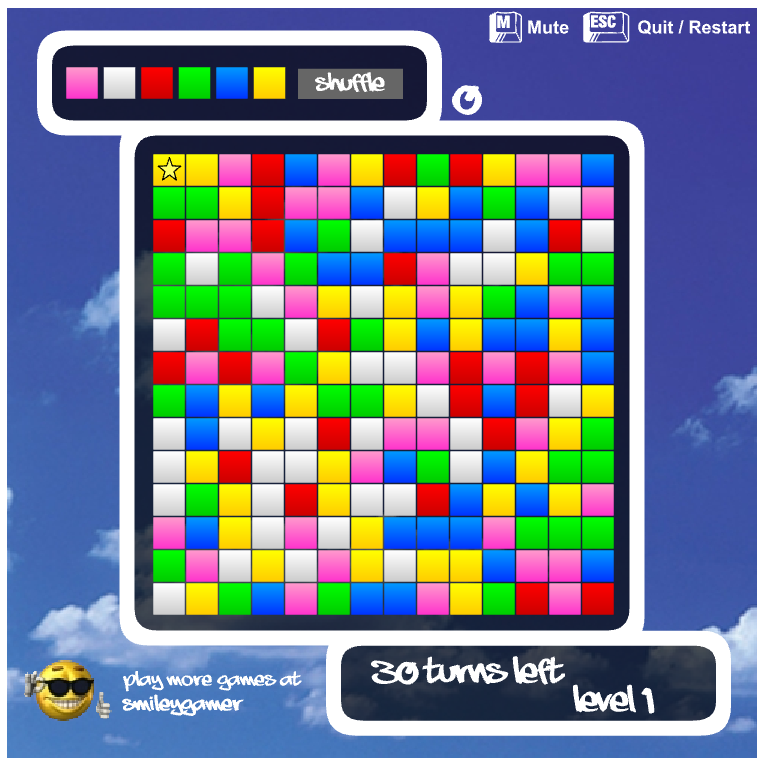 M Mute ESC Quit / Restart
shuffle
play more games at
smileygamer
30 turns left
level 1